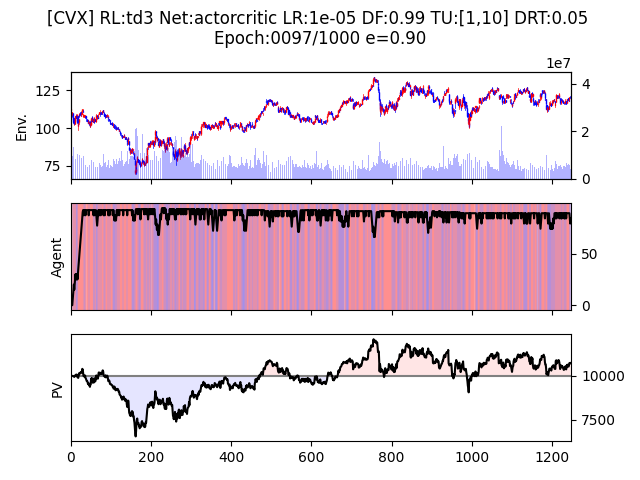 [CVX] RL:td3 Net:actorcritic LR:1e-05 DF:0.99 TU:[1,10] DRT:0.05
Epoch:0097/1000 e=0.90
1e7
125
100
75
Env.
4
2
0
Agent
50
0
PV
10000
7500
0
200
400
600
800
1000
1200